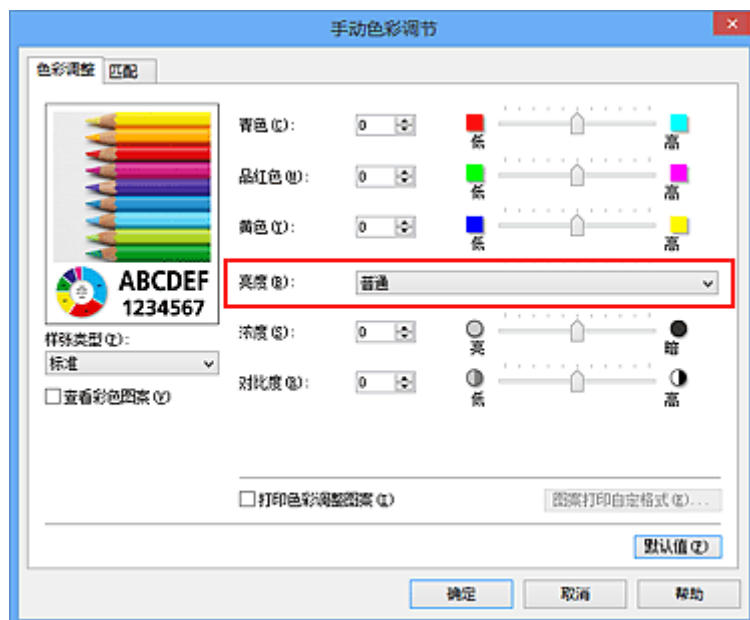 手动色彩调节
色彩调整 匹配
青色(C): 0 低 高
品红色(M): 0 低 高
黄色(Y): 0 低 高
ABCDEF
1234567
亮度(B): 普通
样张类型(T):
标准
查看彩色图案(V)
浓度(S): 0 亮 暗
对比度(R): 0 低 高
打印色彩调整图案(I) 图案打印自定格式(E)...
默认值(F)
确定 取消 帮助